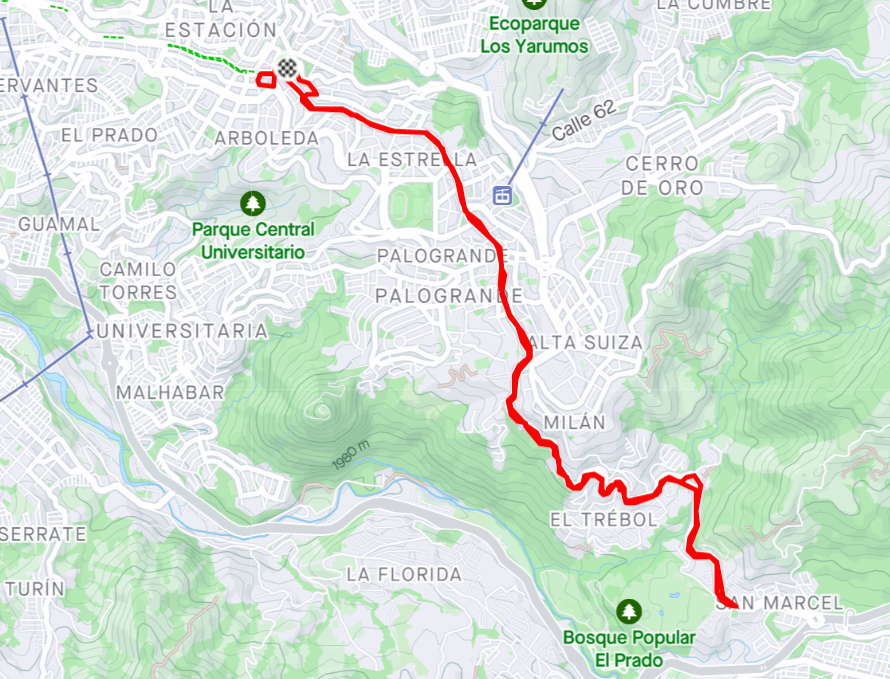 LA
ESTACIÓN
Ecoparque
Los Yarumos
LA CUMBRE
ERVANTES
EL PRADO
ARBOLEDA
LA ESTRELLA
Calle 62
CERRO
DE ORO
GUAMAL
Parque Central
Universitario
PALOGRANDE
CAMILO
TORRES
PALOGRANDE
UNIVERSITARIA
ALTA SUIZA
MALHABAR
MILÁN
1980 m
EL TRÉBOL
SERRATE
TURÍN
LA FLORIDA
SAN MARCEL
Bosque Popular
El Prado